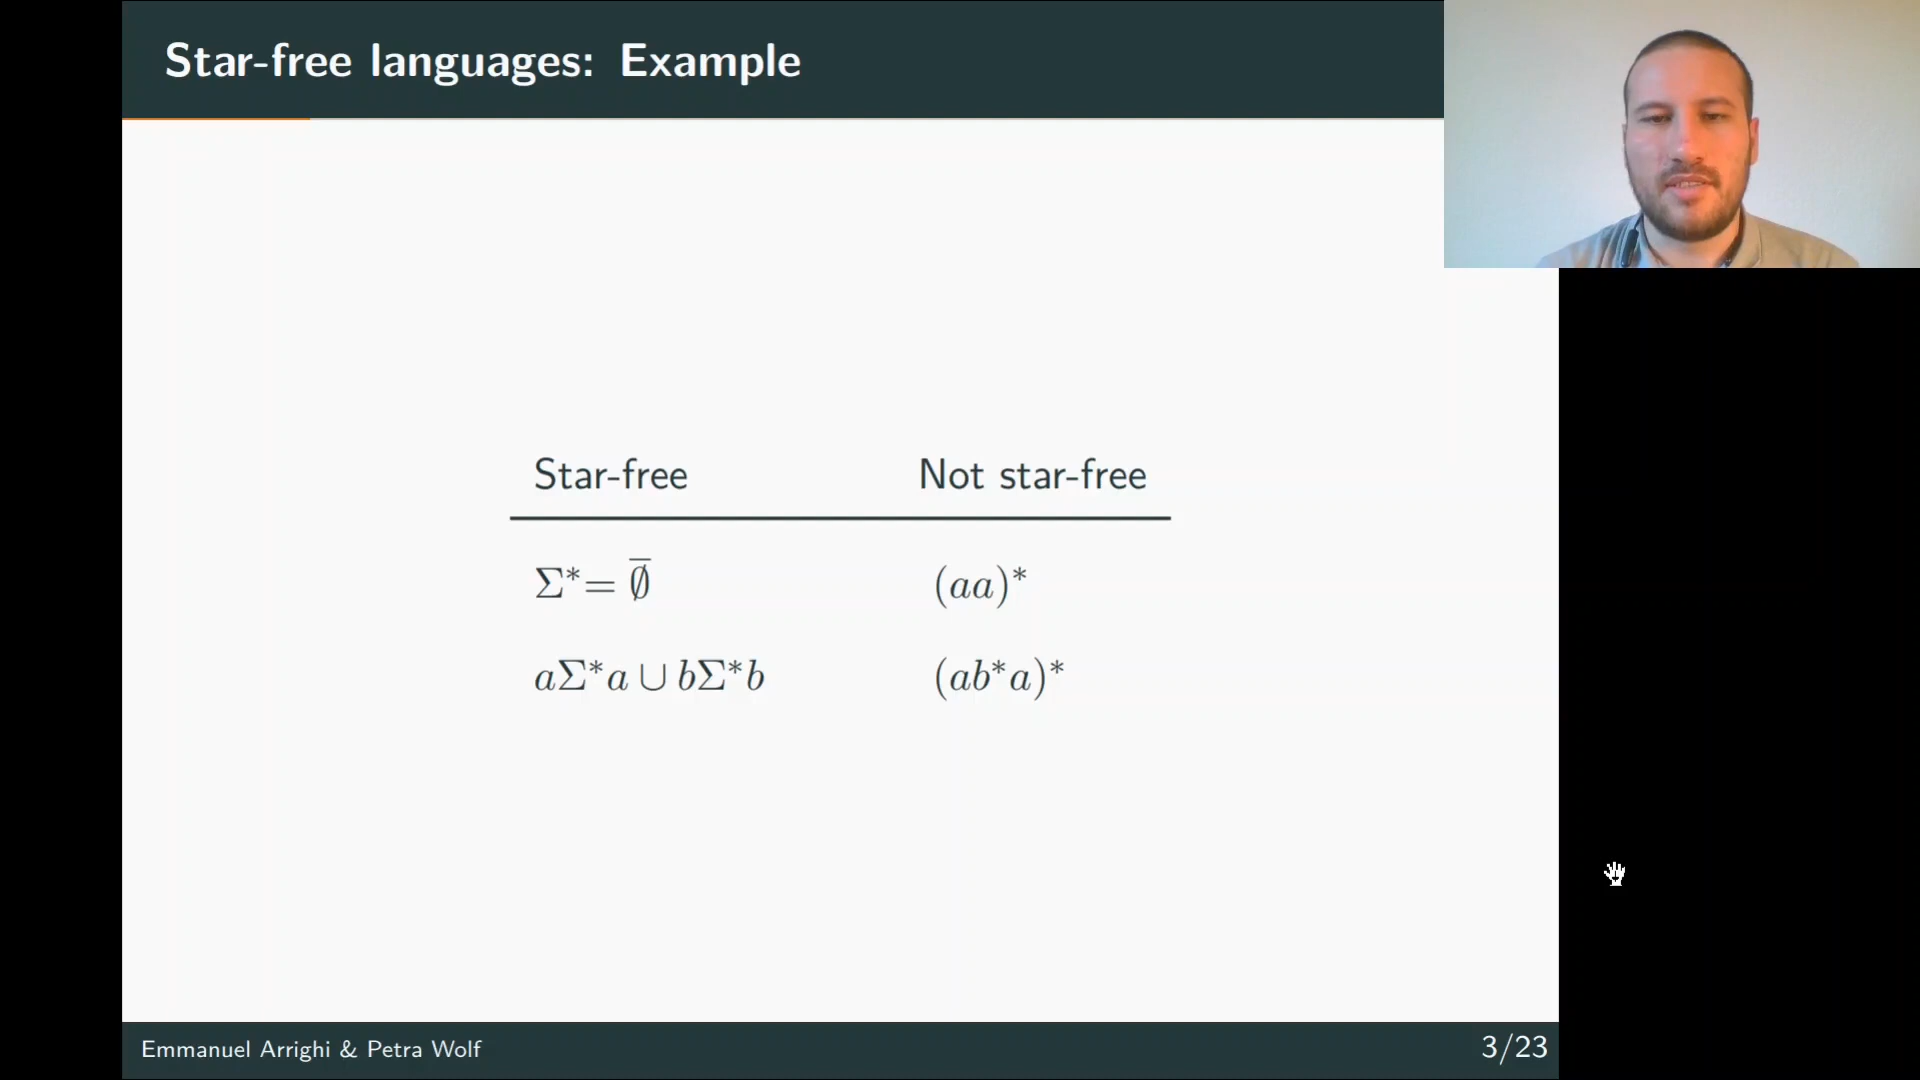 Star-free languages: Example
Star-free Not star-free
Σ* = ∅̅ (aa)*
aΣ*a ∪ bΣ*b (ab*a)*
Emmanuel Arrighi & Petra Wolf 3/23